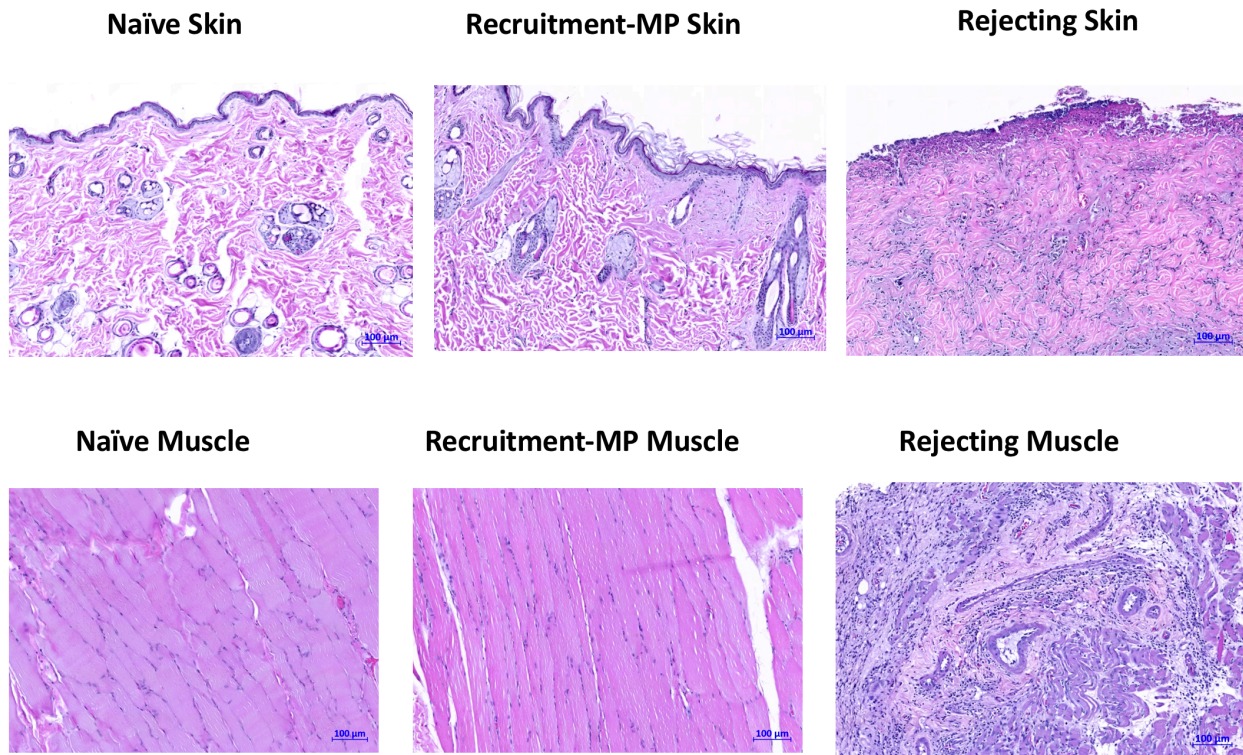 Naïve Skin
Recruitment-MP Skin
Rejecting Skin
100 µm
100 µm
100 µm
Naïve Muscle
Recruitment-MP Muscle
Rejecting Muscle
100 µm
100 µm
100 µm